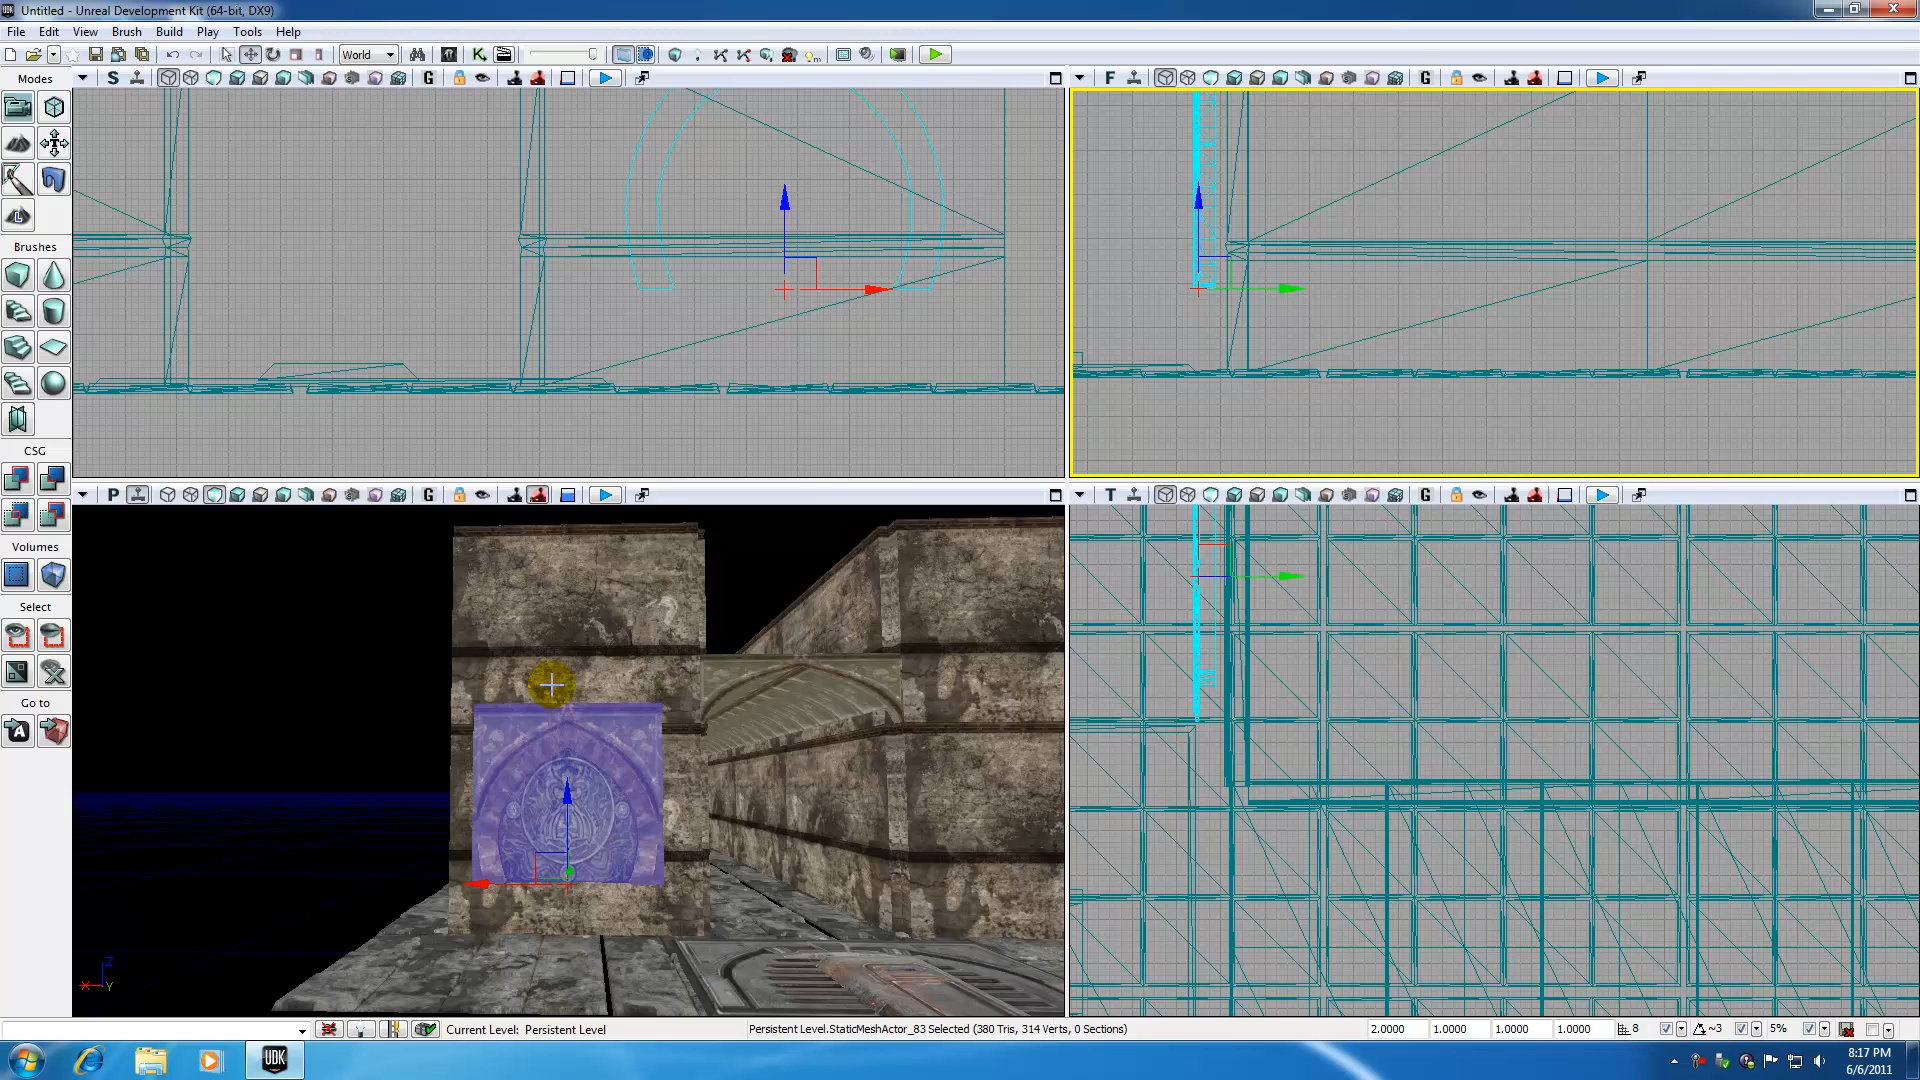 Untitled - Unreal Development Kit (64-bit, DX9)
File Edit View Brush Build Play Tools Help
World
Modes
S G
F G
L
Brushes
CSG
P G
T G
Volumes
Select
Go to
A
Z
X Y
Current Level: Persistent Level
Persistent Level.StaticMeshActor_83 Selected (380 Tris, 314 Verts, 0 Sections)
2.0000 1.0000 1.0000 1.0000 8 ~3 5%
UDK
8:17 PM
6/6/2011